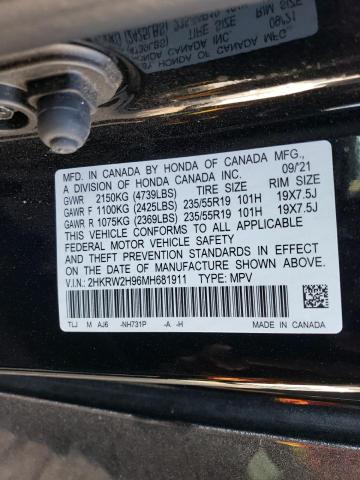 MFD. IN CANADA BY HONDA OF CANADA MFG.,
A DIVISION OF HONDA CANADA INC. 09/'21
GVWR 2150KG (4739LBS) TIRE SIZE RIM SIZE
GAWR F 1100KG (2425LBS) 235/55R19 101H 19X7.5J
GAWR R 1075KG (2369LBS) 235/55R19 101H 19X7.5J
THIS VEHICLE CONFORMS TO ALL APPLICABLE
FEDERAL MOTOR VEHICLE SAFETY AND
THEFT PREVENTION STANDARDS IN EFFECT ON
THE DATE OF MANUFACTURE SHOWN ABOVE.
V.I.N.: 2HKRW2H96MH681911 TYPE: MPV
TLJ M AJ6 -NH731P -A -H
MADE IN CANADA